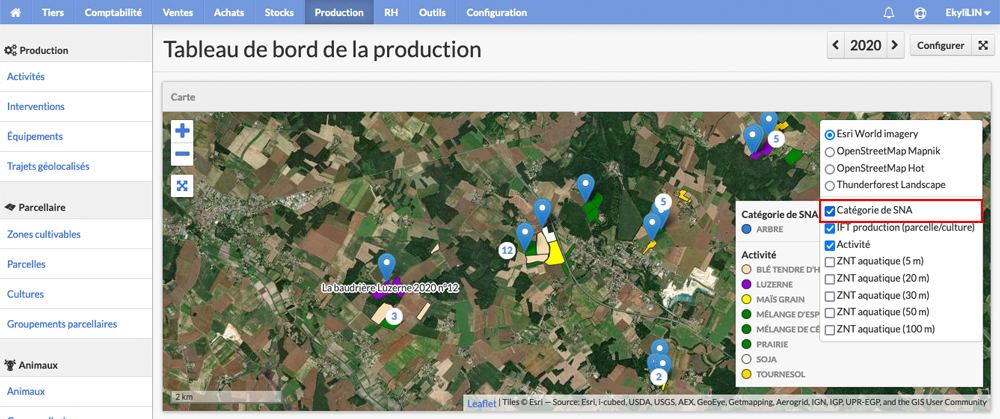 Tiers Comptabilité Ventes Achats Stocks Production RH Outils Configuration EkyliLIN
Production
Activités
Interventions
Équipements
Trajets géolocalisés
Parcellaire
Zones cultivables
Parcelles
Cultures
Groupements parcellaires
Animaux
Animaux
Tableau de bord de la production
2020
Configurer
Carte
5
5
12
La baudrière Luzerne 2020 n°12
3
2
2 km
Esri World imagery
OpenStreetMap Mapnik
OpenStreetMap Hot
Thunderforest Landscape
Catégorie de SNA
IFT production (parcelle/culture)
Activité
ZNT aquatique (5 m)
ZNT aquatique (20 m)
ZNT aquatique (30 m)
ZNT aquatique (50 m)
ZNT aquatique (100 m)
Catégorie de SNA
ARBRE
Activité
BLÉ TENDRE D'H
LUZERNE
MAÏS GRAIN
MÉLANGE D'ESP
MÉLANGE DE CÉ
PRAIRIE
SOJA
TOURNESOL
Leaflet | Tiles © Esri — Source: Esri, i-cubed, USDA, USGS, AEX, GeoEye, Getmapping, Aerogrid, IGN, IGP, UPR-EGP, and the GIS User Community